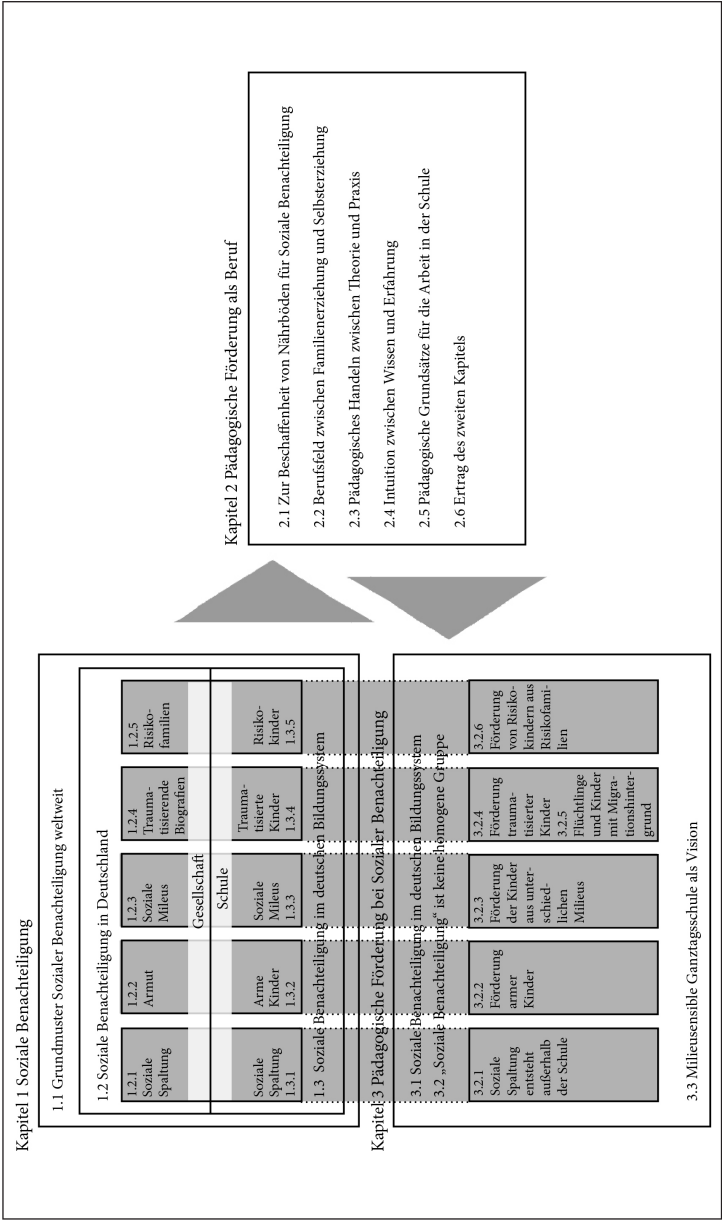 Kapitel 1 Soziale Benachteiligung
1.1 Grundmuster Sozialer Benachteiligung weltweit
1.2 Soziale Benachteiligung in Deutschland
1.2.1
Soziale
Spaltung
1.2.2
Armut
1.2.3
Soziale
Mileus
1.2.4
Trauma-
tisierende
Biografien
1.2.5
Risiko-
familien
Gesellschaft
Schule
Soziale
Spaltung
1.3.1
Arme
Kinder
1.3.2
Soziale
Mileus
1.3.3
Trauma-
tisierte
Kinder
1.3.4
Risiko-
kinder
1.3.5
1.3 Soziale Benachteiligung im deutschen Bildungssystem
Kapitel 3 Pädagogische Förderung bei Sozialer Benachteiligung
3.1 Soziale Benachteiligung im deutschen Bildungssystem
3.2 „Soziale Benachteiligung“ ist keine homogene Gruppe
3.2.1
Soziale
Spaltung
entsteht
außerhalb
der Schule
3.2.2
Förderung
armer
Kinder
3.2.3
Förderung
der Kinder
aus unter-
schied-
lichen
Milieus
3.2.4
Förderung
trauma-
tisierter
Kinder
3.2.5
Flüchtlinge
und Kinder
mit Migra-
tionshinter-
grund
3.2.6
Förderung
von Risiko-
kindern aus
Risikofami-
lien
3.3 Milieusensible Ganztagsschule als Vision
Kapitel 2 Pädagogische Förderung als Beruf
2.1 Zur Beschaffenheit von Nährböden für Soziale Benachteiligung
2.2 Berufsfeld zwischen Familienerziehung und Selbsterziehung
2.3 Pädagogisches Handeln zwischen Theorie und Praxis
2.4 Intuition zwischen Wissen und Erfahrung
2.5 Pädagogische Grundsätze für die Arbeit in der Schule
2.6 Ertrag des zweiten Kapitels